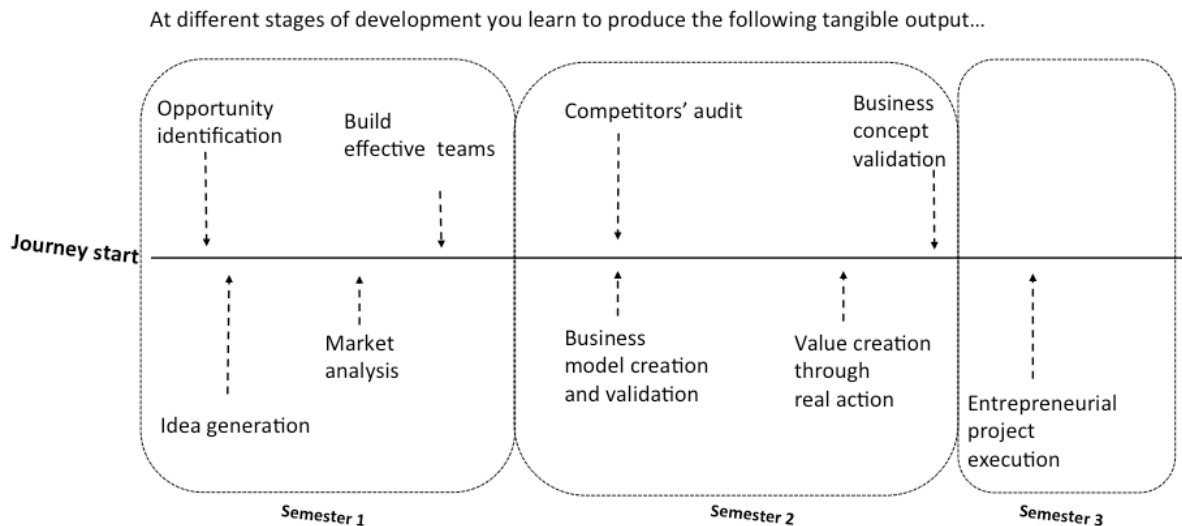 At different stages of development you learn to produce the following tangible output…
Opportunity
identification
Build
effective teams
Competitors’ audit
Business
concept
validation
Journey start
Market
analysis
Idea generation
Business
model creation
and validation
Value creation
through
real action
Entrepreneurial
project
execution
Semester 1
Semester 2
Semester 3